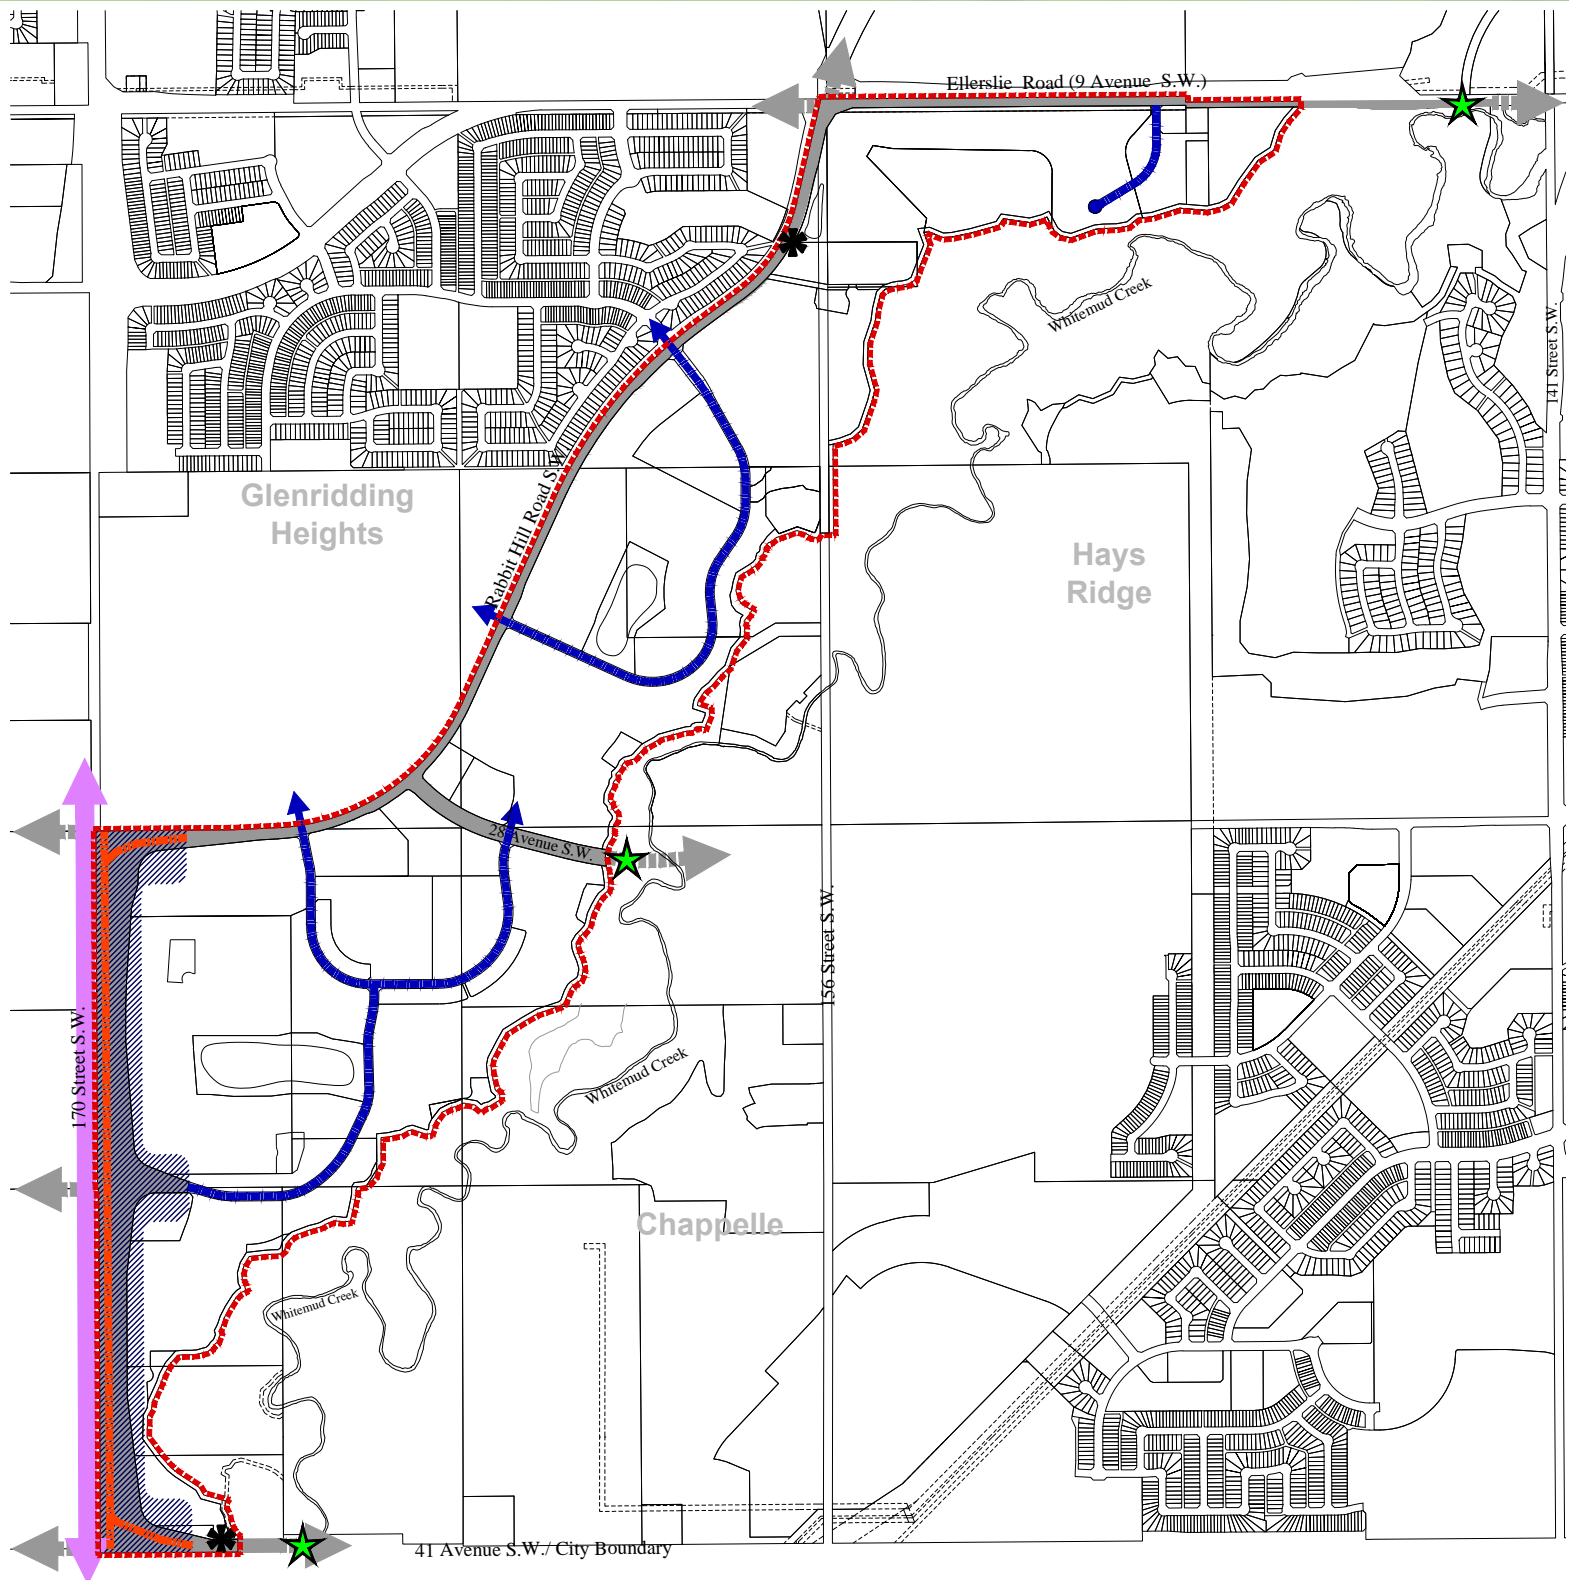 Ellerslie Road (9 Avenue S.W.)
Whitemud Creek
141 Street S.W.
Glenridding
Heights
Rabbit Hill Road S.W.
Hays
Ridge
28 Avenue S.W.
156 Street S.W.
170 Street S.W.
Whitemud Creek
Chappelle
Whitemud Creek
41 Avenue S.W./ City Boundary